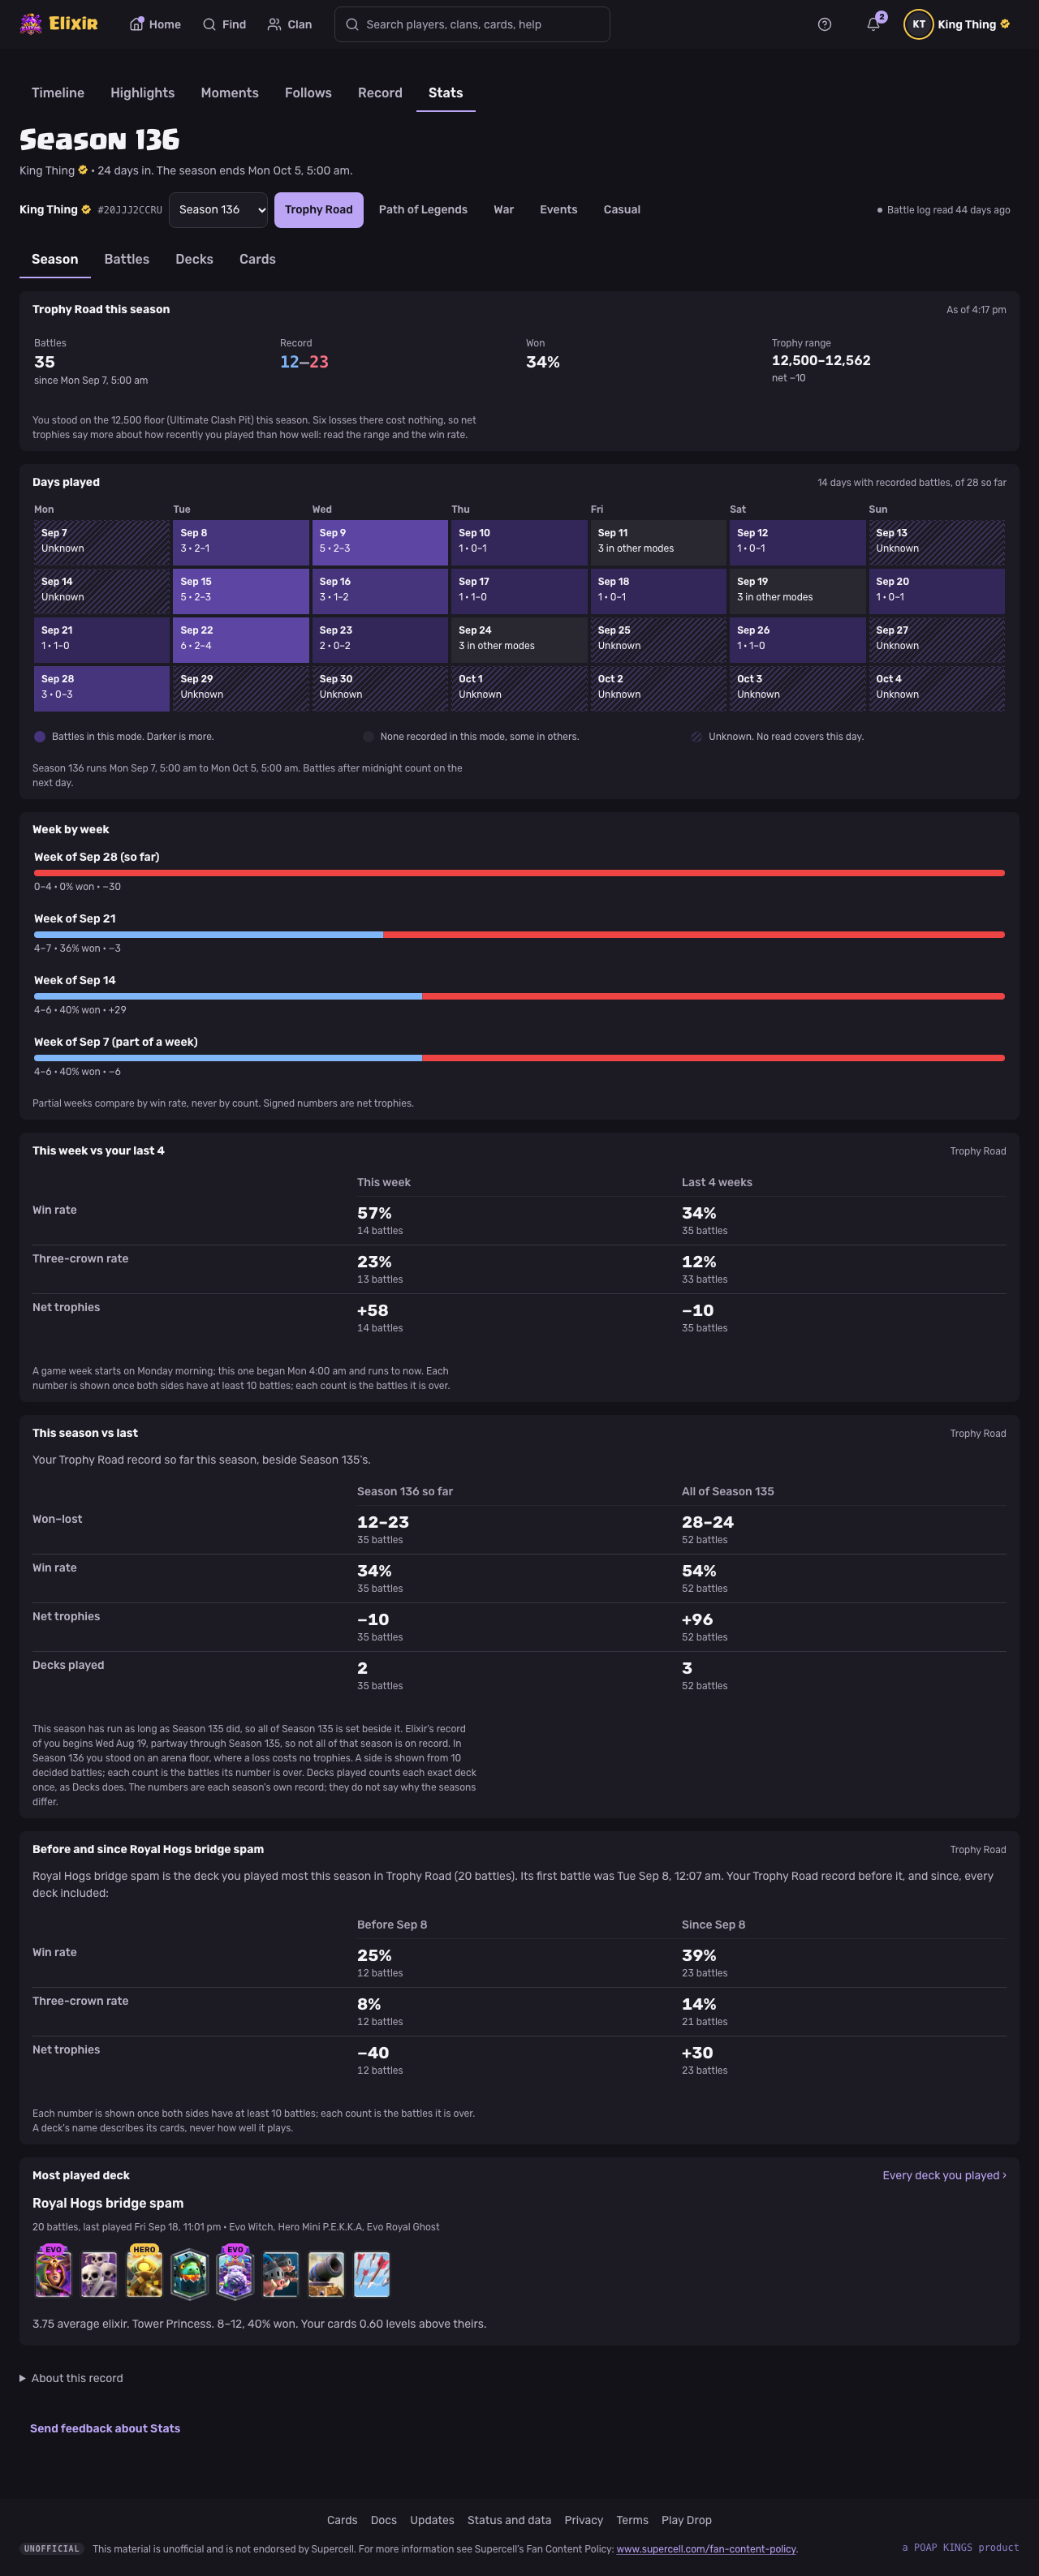 Elixir
Home
Find
Clan
Search players, clans, cards, help
2
KT
King Thing
Timeline
Highlights
Moments
Follows
Record
Stats
Season 136
King Thing • 24 days in. The season ends Mon Oct 5, 5:00 am.
King Thing #20JJJ2CCRU
Season 136
Trophy Road
Path of Legends
War
Events
Casual
Battle log read 44 days ago
Season
Battles
Decks
Cards
Trophy Road this season
As of 4:17 pm
Battles
35
since Mon Sep 7, 5:00 am
Record
12–23
Won
34%
Trophy range
12,500–12,562
net −10
You stood on the 12,500 floor (Ultimate Clash Pit) this season. Six losses there cost nothing, so net
trophies say more about how recently you played than how well: read the range and the win rate.
Days played
14 days with recorded battles, of 28 so far
Mon Tue Wed Thu Fri Sat Sun
Sep 7
Unknown
Sep 8
3 • 2–1
Sep 9
5 • 2–3
Sep 10
1 • 0–1
Sep 11
3 in other modes
Sep 12
1 • 0–1
Sep 13
Unknown
Sep 14
Unknown
Sep 15
5 • 2–3
Sep 16
3 • 1–2
Sep 17
1 • 1–0
Sep 18
1 • 0–1
Sep 19
3 in other modes
Sep 20
1 • 0–1
Sep 21
1 • 1–0
Sep 22
6 • 2–4
Sep 23
2 • 0–2
Sep 24
3 in other modes
Sep 25
Unknown
Sep 26
1 • 1–0
Sep 27
Unknown
Sep 28
3 • 0–3
Sep 29
Unknown
Sep 30
Unknown
Oct 1
Unknown
Oct 2
Unknown
Oct 3
Unknown
Oct 4
Unknown
Battles in this mode. Darker is more.
None recorded in this mode, some in others.
Unknown. No read covers this day.
Season 136 runs Mon Sep 7, 5:00 am to Mon Oct 5, 5:00 am. Battles after midnight count on the
next day.
Week by week
Week of Sep 28 (so far)
0–4 • 0% won • −30
Week of Sep 21
4–7 • 36% won • −3
Week of Sep 14
4–6 • 40% won • +29
Week of Sep 7 (part of a week)
4–6 • 40% won • −6
Partial weeks compare by win rate, never by count. Signed numbers are net trophies.
This week vs your last 4
Trophy Road
This week
Last 4 weeks
Win rate
57%
14 battles
34%
35 battles
Three-crown rate
23%
13 battles
12%
33 battles
Net trophies
+58
14 battles
−10
35 battles
A game week starts on Monday morning; this one began Mon 4:00 am and runs to now. Each
number is shown once both sides have at least 10 battles; each count is the battles it is over.
This season vs last
Trophy Road
Your Trophy Road record so far this season, beside Season 135's.
Season 136 so far
All of Season 135
Won–lost
12–23
35 battles
28–24
52 battles
Win rate
34%
35 battles
54%
52 battles
Net trophies
−10
35 battles
+96
52 battles
Decks played
2
35 battles
3
52 battles
This season has run as long as Season 135 did, so all of Season 135 is set beside it. Elixir's record
of you begins Wed Aug 19, partway through Season 135, so not all of that season is on record. In
Season 136 you stood on an arena floor, where a loss costs no trophies. A side is shown from 10
decided battles; each count is the battles its number is over. Decks played counts each exact deck
once, as Decks does. The numbers are each season's own record; they do not say why the seasons
differ.
Before and since Royal Hogs bridge spam
Trophy Road
Royal Hogs bridge spam is the deck you played most this season in Trophy Road (20 battles). Its first battle was Tue Sep 8, 12:07 am. Your Trophy Road record before it, and since, every
deck included:
Before Sep 8
Since Sep 8
Win rate
25%
12 battles
39%
23 battles
Three-crown rate
8%
12 battles
14%
21 battles
Net trophies
−40
12 battles
+30
23 battles
Each number is shown once both sides have at least 10 battles; each count is the battles it is over.
A deck's name describes its cards, never how well it plays.
Most played deck
Every deck you played ›
Royal Hogs bridge spam
20 battles, last played Fri Sep 18, 11:01 pm • Evo Witch, Hero Mini P.E.K.K.A, Evo Royal Ghost
EVO
HERO
EVO
3.75 average elixir. Tower Princess. 8–12, 40% won. Your cards 0.60 levels above theirs.
About this record
Send feedback about Stats
Cards
Docs
Updates
Status and data
Privacy
Terms
Play Drop
UNOFFICIAL
This material is unofficial and is not endorsed by Supercell. For more information see Supercell's Fan Content Policy: www.supercell.com/fan-content-policy.
a POAP KINGS product